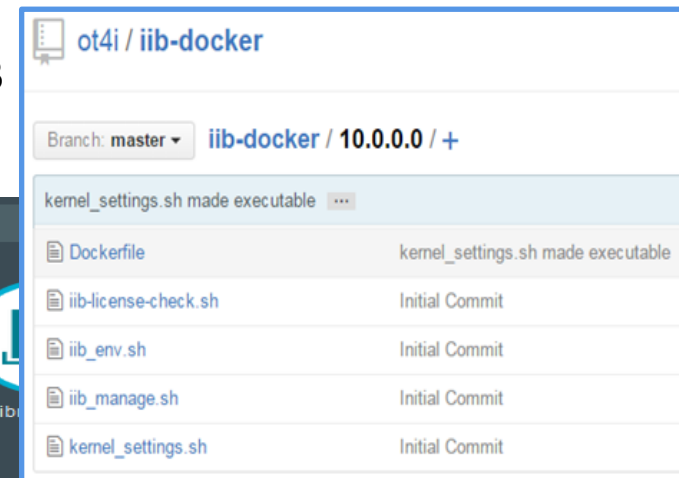 ot4i / iib-docker
Branch: master iib-docker / 10.0.0.0 / +
kernel_settings.sh made executable ...
Dockerfile kernel_settings.sh made executable
iib-license-check.sh Initial Commit
iib_env.sh Initial Commit
iib_manage.sh Initial Commit
kernel_settings.sh Initial Commit